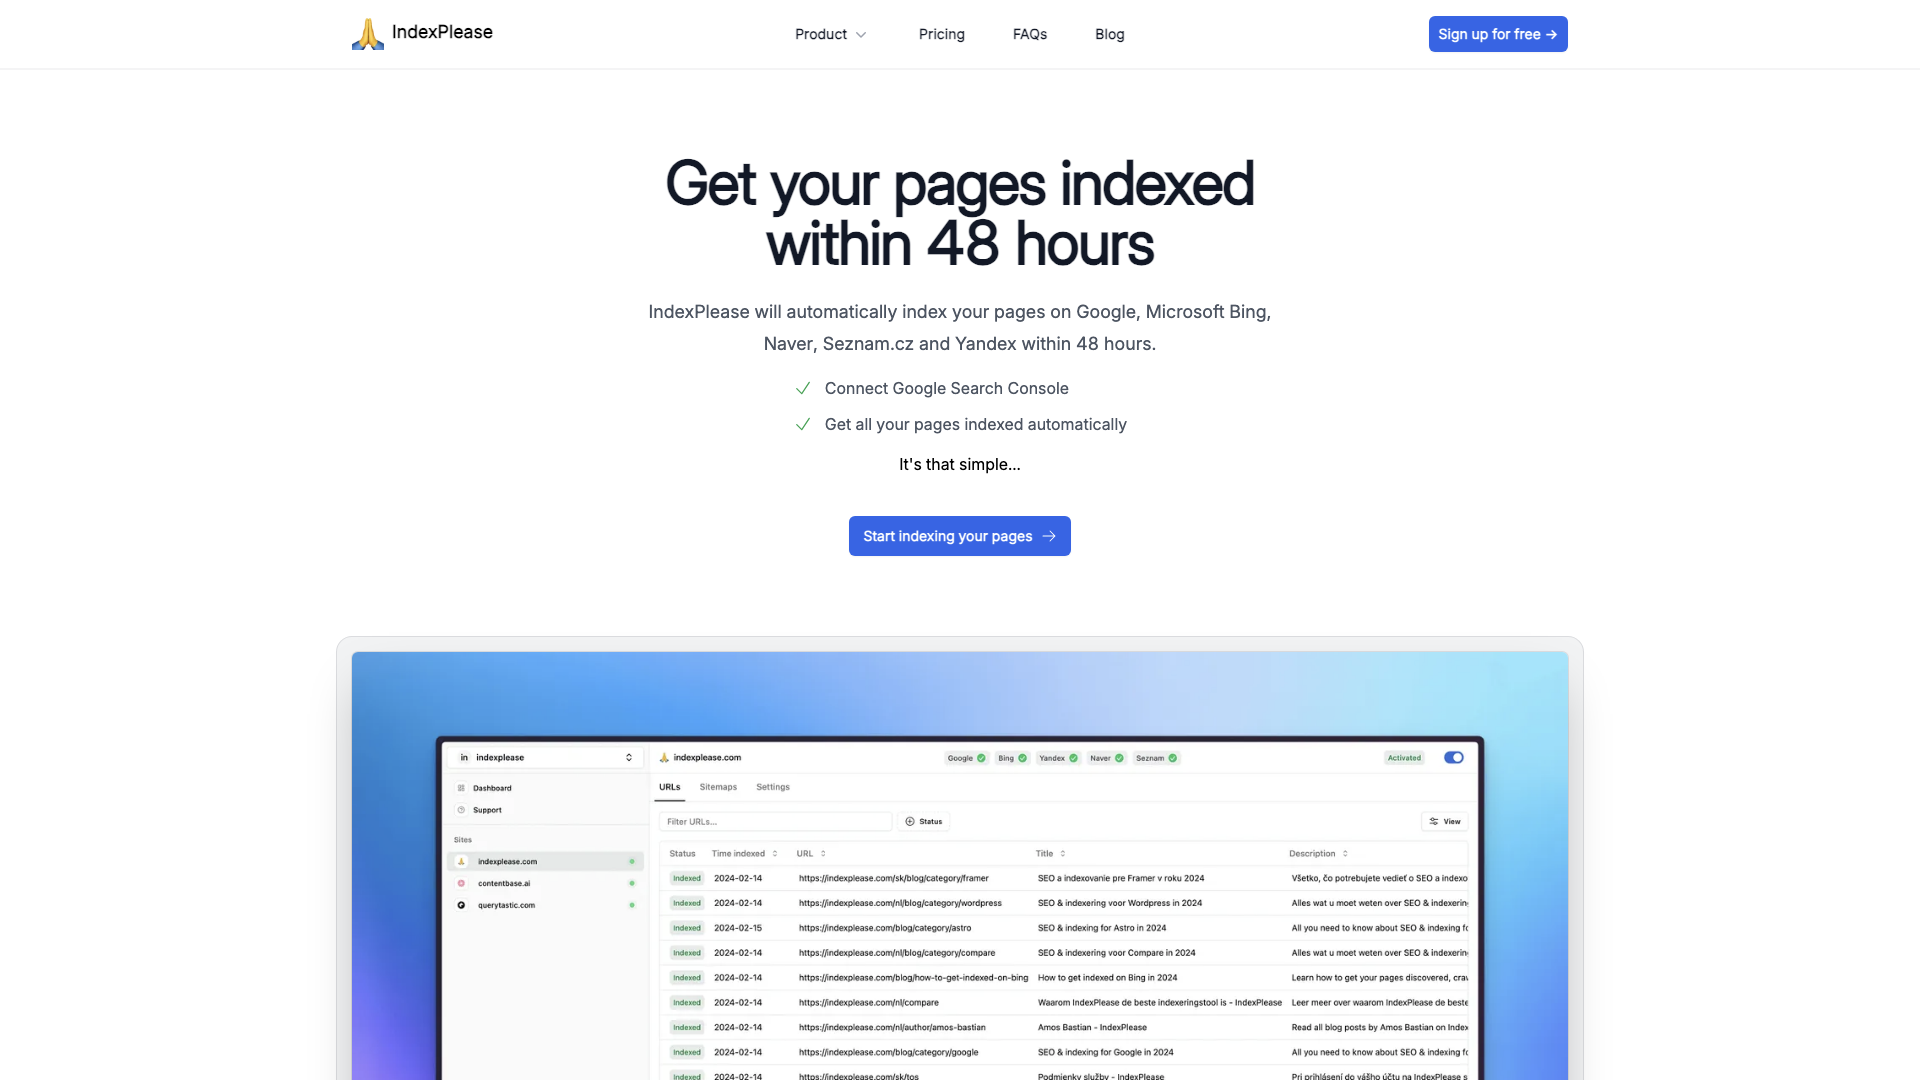 IndexPlease
Product
Pricing
FAQs
Blog
Sign up for free →
Get your pages indexed
within 48 hours
IndexPlease will automatically index your pages on Google, Microsoft Bing,
Naver, Seznam.cz and Yandex within 48 hours.
Connect Google Search Console
Get all your pages indexed automatically
It's that simple...
Start indexing your pages
in indexplease
indexplease.com
Google
Bing
Yandex
Naver
Seznam
Activated
Dashboard
Support
Sites
indexplease.com
contentbase.ai
querytastic.com
URLs
Sitemaps
Settings
Filter URLs...
Status
View
Status Time indexed URL Title Description
Indexed 2024-02-14 https://indexplease.com/sk/blog/category/framer SEO a indexovanie pre Framer v roku 2024 Všetko, čo potrebujete vedieť o SEO a indexo
Indexed 2024-02-14 https://indexplease.com/nl/blog/category/wordpress SEO & indexering voor Wordpress in 2024 Alles wat u moet weten over SEO & indexering
Indexed 2024-02-15 https://indexplease.com/blog/category/astro SEO & indexing for Astro in 2024 All you need to know about SEO & indexing fo
Indexed 2024-02-14 https://indexplease.com/nl/blog/category/compare SEO & indexering voor Compare in 2024 Alles wat u moet weten over SEO & indexering
Indexed 2024-02-14 https://indexplease.com/blog/how-to-get-indexed-on-bing How to get indexed on Bing in 2024 Learn how to get your pages discovered, craw
Indexed 2024-02-14 https://indexplease.com/nl/compare Waarom IndexPlease de beste indexeringstool is - IndexPlease Leer meer over waarom IndexPlease de beste
Indexed 2024-02-14 https://indexplease.com/nl/author/amos-bastian Amos Bastian - IndexPlease Read all blog posts by Amos Bastian on Index
Indexed 2024-02-14 https://indexplease.com/blog/category/google SEO & indexing for Google in 2024 All you need to know about SEO & indexing fo
Indexed 2024-02-14 https://indexplease.com/sk/tos Podmienky služby - IndexPlease Pri prihlásení do vášho účtu na IndexPlease s